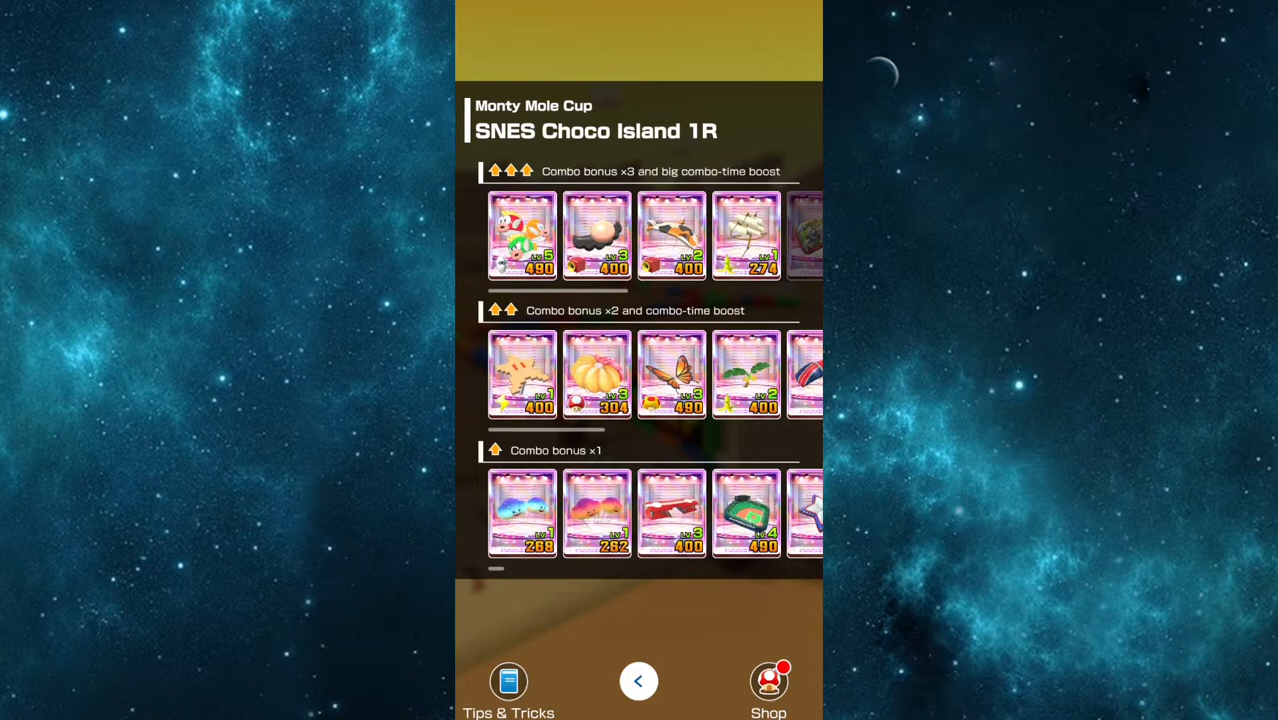 Monty Mole Cup
SNES Choco Island 1R
Combo bonus ×3 and big combo-time boost
LV.5 LV.3 LV.2 LV.1
490 400 400 274
Combo bonus ×2 and combo-time boost
LV.1 LV.3 LV.3 LV.2
400 304 490 400
Combo bonus ×1
LV.1 LV.1 LV.3 LV.4
268 262 400 490
Tips & Tricks
Shop